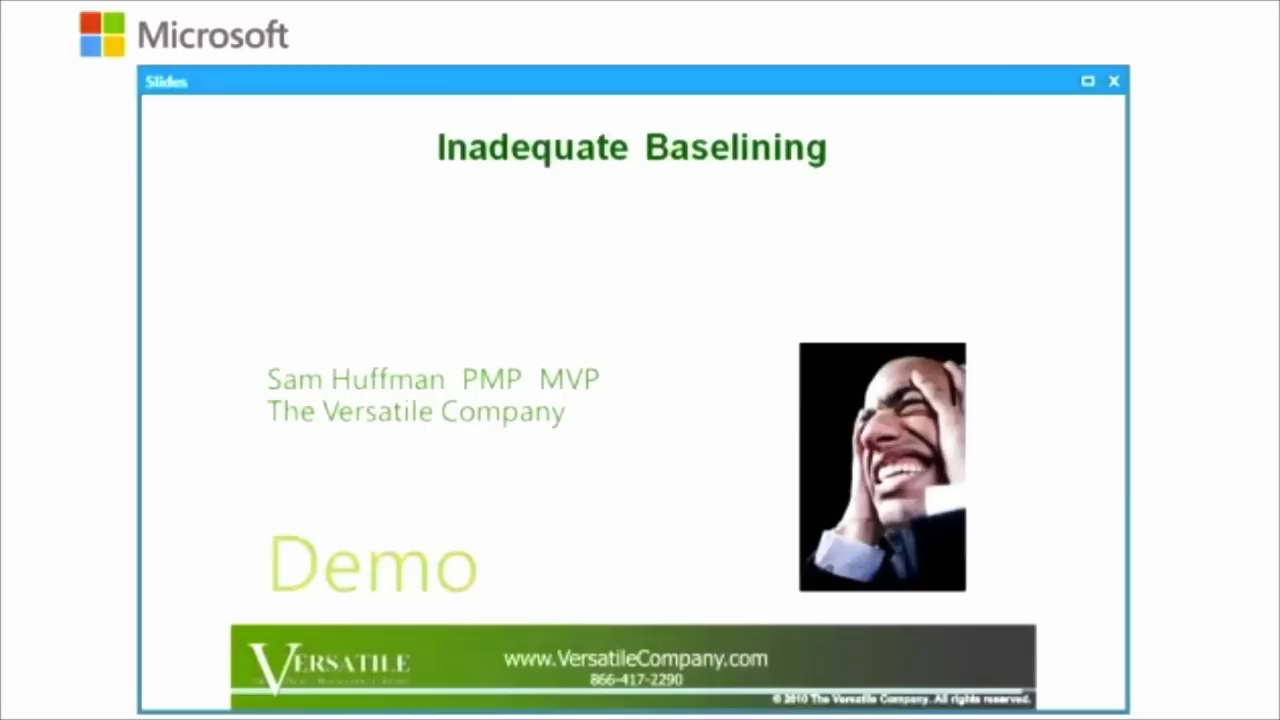 Microsoft
Slides
Inadequate Baselining
Sam Huffman PMP MVP
The Versatile Company
Demo
VERSATILE
www.VersatileCompany.com
866-417-2290
© 2010 The Versatile Company. All rights reserved.